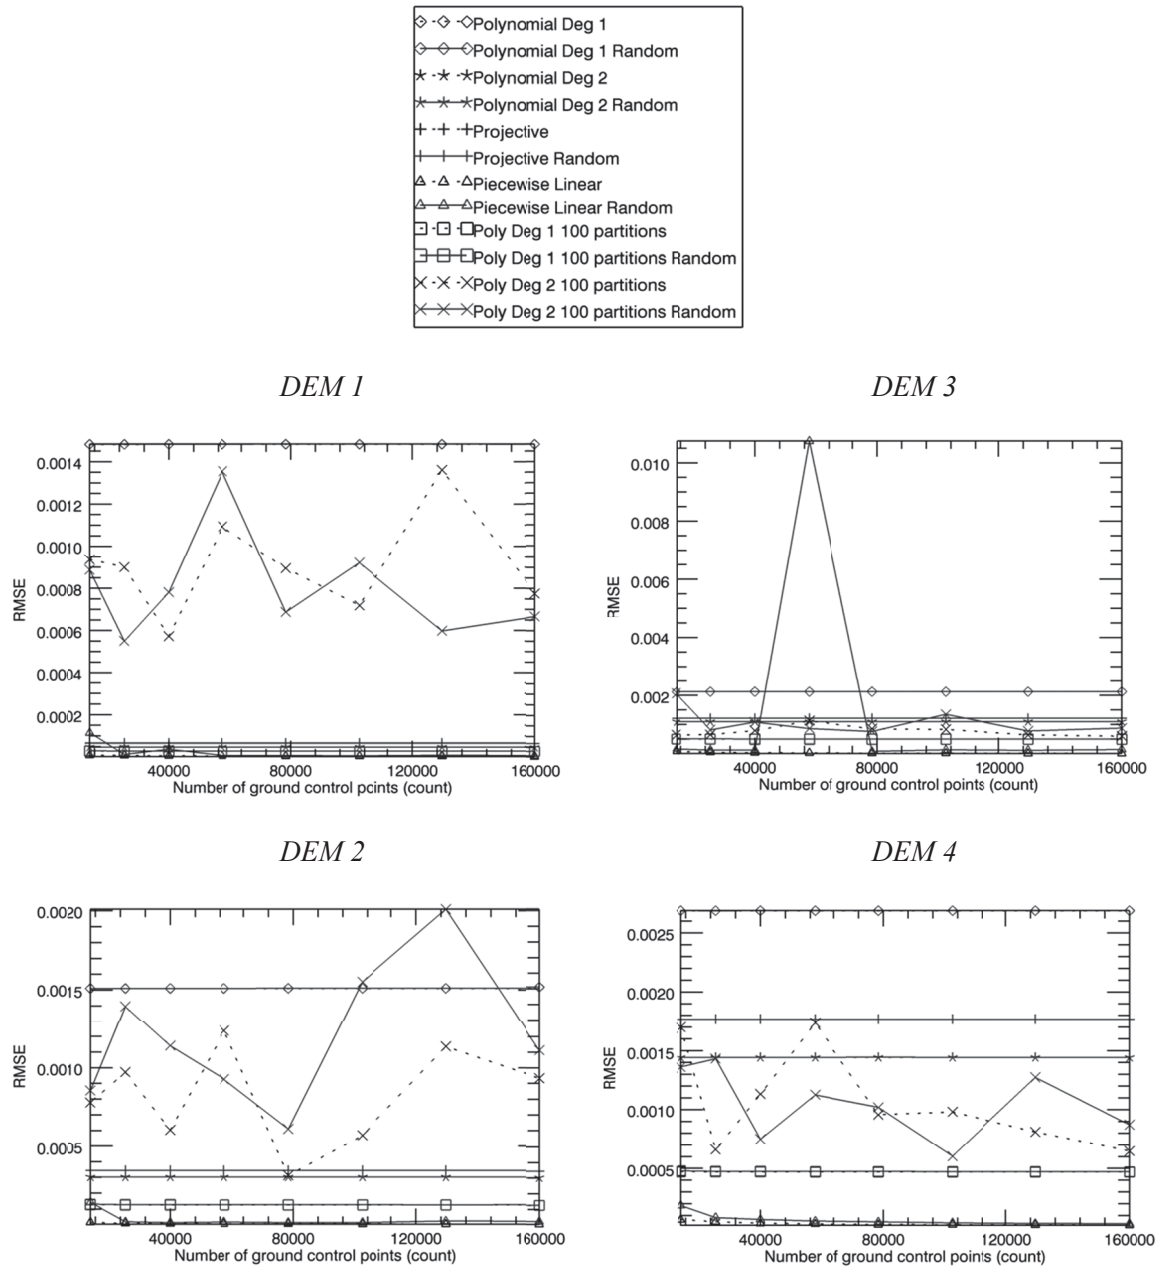 Polynomial Deg 1
Polynomial Deg 1 Random
Polynomial Deg 2
Polynomial Deg 2 Random
Projective
Projective Random
Piecewise Linear
Piecewise Linear Random
Poly Deg 1 100 partitions
Poly Deg 1 100 partitions Random
Poly Deg 2 100 partitions
Poly Deg 2 100 partitions Random
DEM 1
0.0014
0.0012
0.0010
0.0008
0.0006
0.0004
0.0002
RMSE
40000 80000 120000 160000
Number of ground control points (count)
DEM 3
0.010
0.008
0.006
0.004
0.002
RMSE
40000 80000 120000 160000
Number of ground control points (count)
DEM 2
0.0020
0.0015
0.0010
0.0005
RMSE
40000 80000 120000 160000
Number of ground control points (count)
DEM 4
0.0025
0.0020
0.0015
0.0010
0.0005
RMSE
40000 80000 120000 160000
Number of ground control points (count)